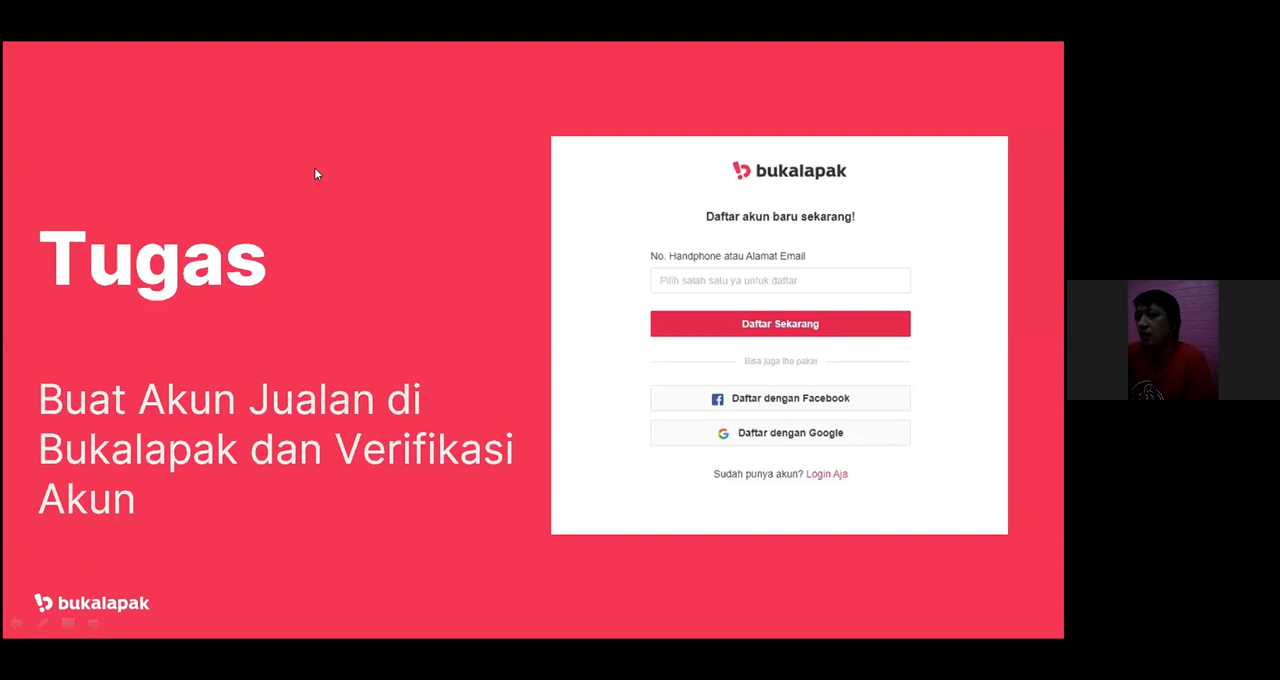 Tugas
Buat Akun Jualan di
Bukalapak dan Verifikasi
Akun
bukalapak
bukalapak
Daftar akun baru sekarang!
No. Handphone atau Alamat Email
Pilih salah satu ya untuk daftar
Daftar Sekarang
Bisa juga lho pakai
Daftar dengan Facebook
Daftar dengan Google
Sudah punya akun? Login Aja